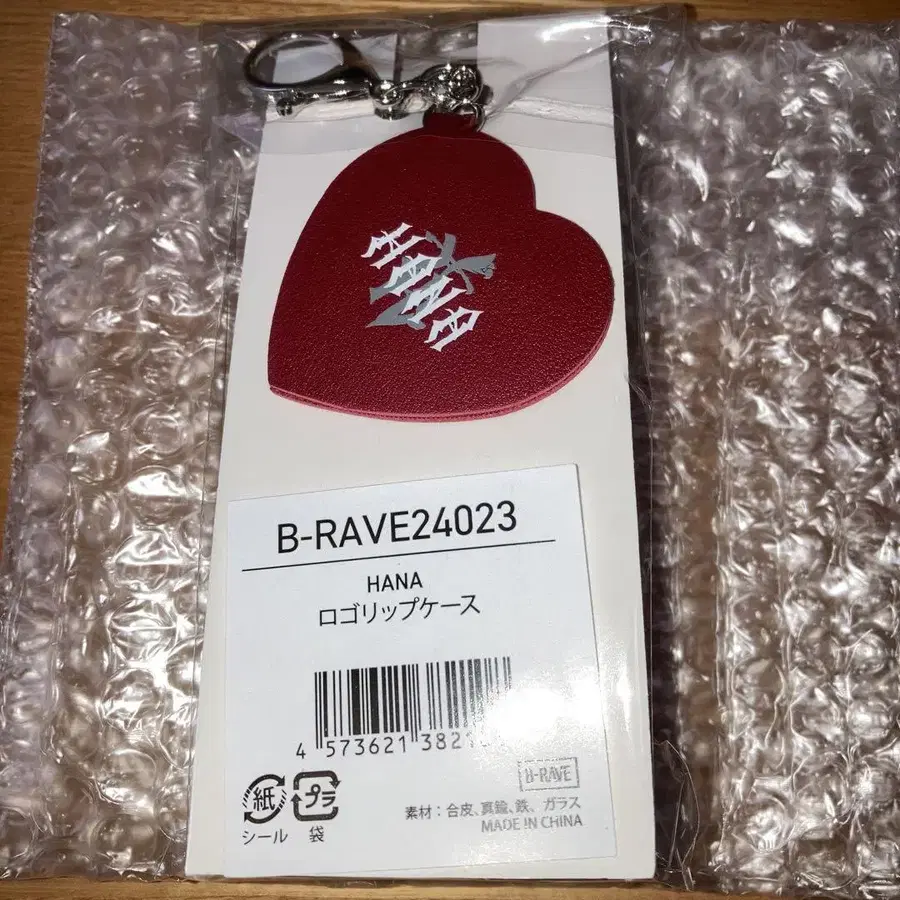 HANA
B-RAVE24023
HANA
ロゴリップケース
4 573621 382
B-RAVE
紙 プラ
シール 袋
素材：合皮、真鍮、鉄、ガラス
MADE IN CHINA